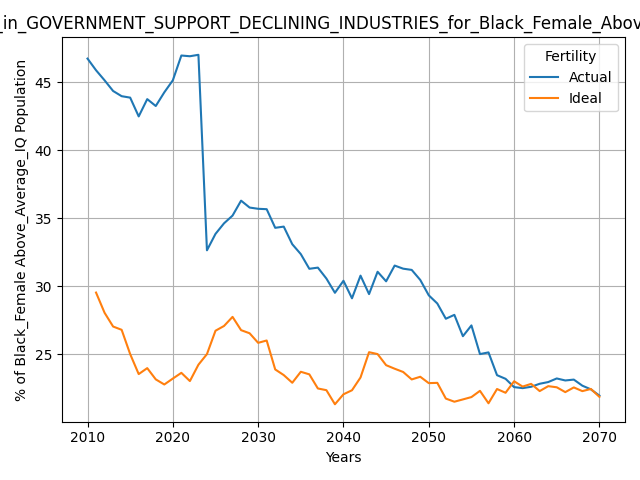 _in_GOVERNMENT_SUPPORT_DECLINING_INDUSTRIES_for_Black_Female_Abov
Fertility
Actual
Ideal
% of Black_Female Above_Average_IQ Population
45
40
35
30
25
2010 2020 2030 2040 2050 2060 2070
Years